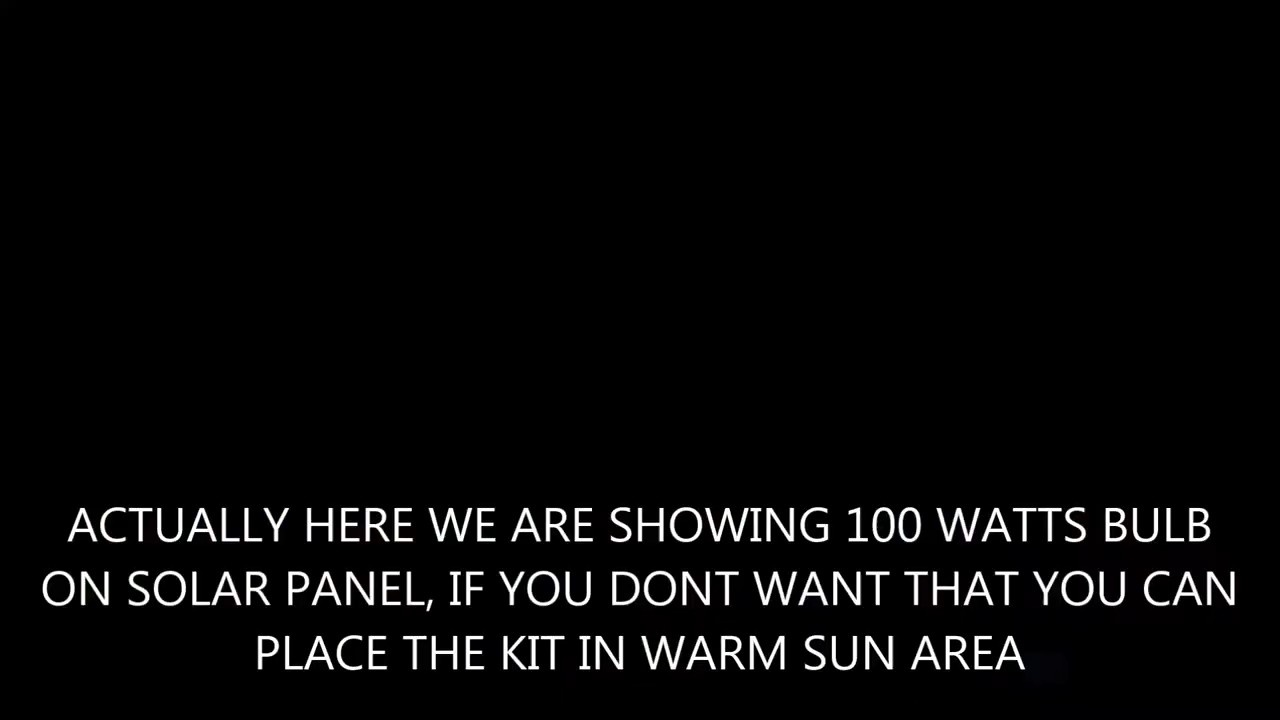 ACTUALLY HERE WE ARE SHOWING 100 WATTS BULB
ON SOLAR PANEL, IF YOU DONT WANT THAT YOU CAN
PLACE THE KIT IN WARM SUN AREA